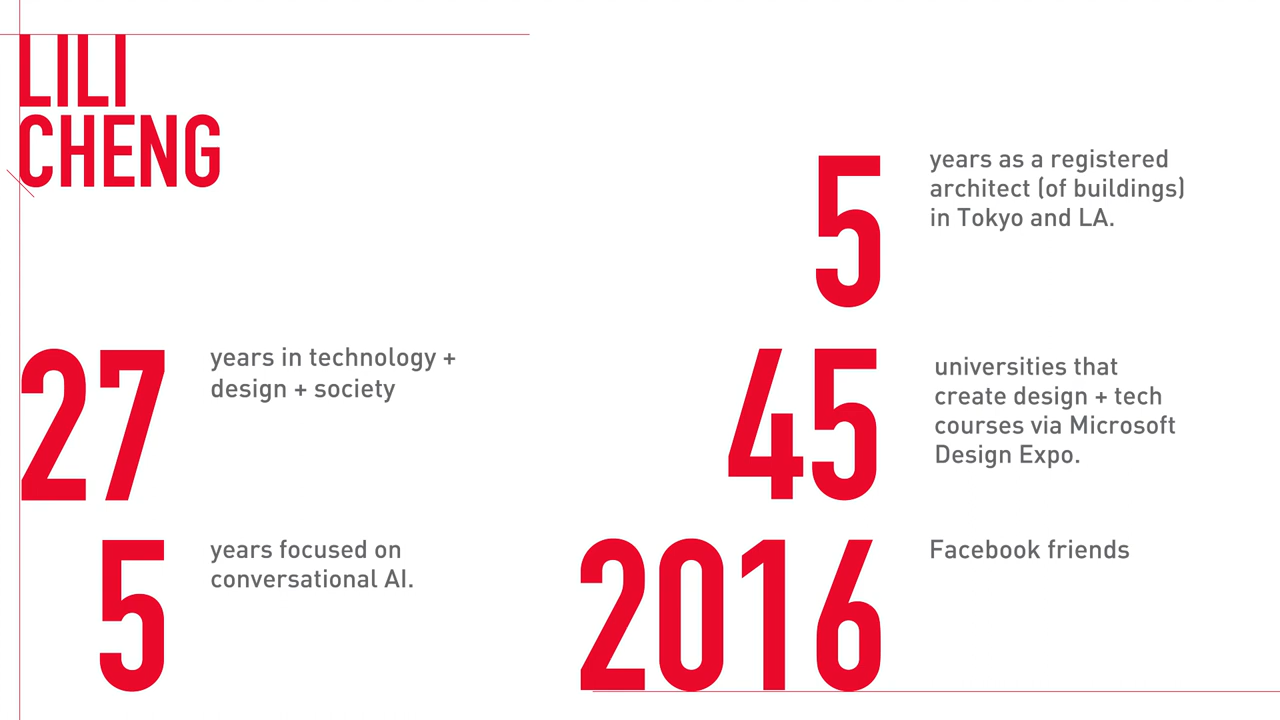 LILI
CHENG
27
years in technology +
design + society
5
years focused on
conversational AI.
5
years as a registered
architect (of buildings)
in Tokyo and LA.
45
universities that
create design + tech
courses via Microsoft
Design Expo.
2016
Facebook friends